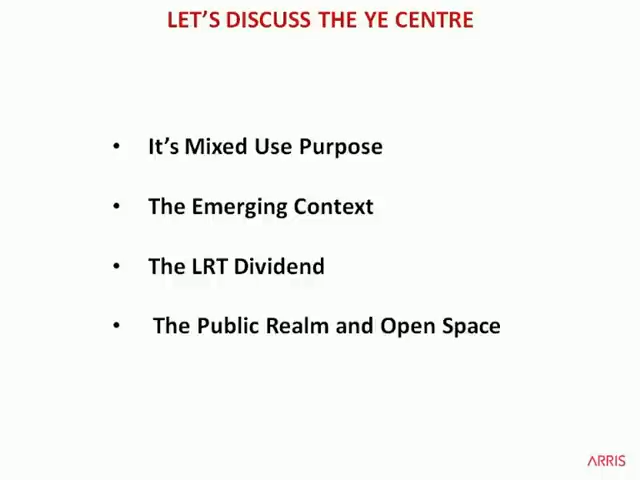 LET’S DISCUSS THE YE CENTRE
• It’s Mixed Use Purpose
• The Emerging Context
• The LRT Dividend
• The Public Realm and Open Space
ARRIS